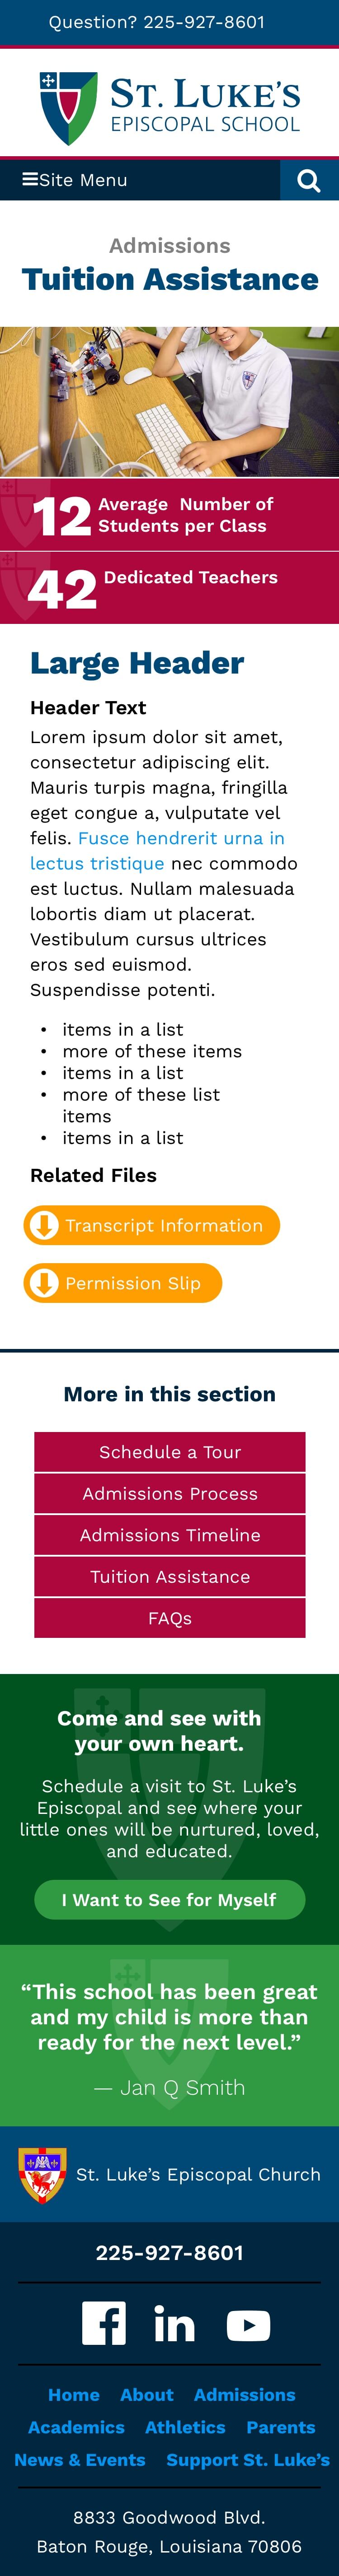 Question? 225-927-8601
ST. LUKE'S
EPISCOPAL SCHOOL
Site Menu
Admissions
Tuition Assistance
12 Average Number of
Students per Class
42 Dedicated Teachers
Large Header
Header Text
Lorem ipsum dolor sit amet,
consectetur adipiscing elit.
Mauris turpis magna, fringilla
eget congue a, vulputate vel
felis. Fusce hendrerit urna in
lectus tristique nec commodo
est luctus. Nullam malesuada
lobortis diam ut placerat.
Vestibulum cursus ultrices
eros sed euismod.
Suspendisse potenti.
• items in a list
• more of these items
• items in a list
• more of these list
items
• items in a list
Related Files
Transcript Information
Permission Slip
More in this section
Schedule a Tour
Admissions Process
Admissions Timeline
Tuition Assistance
FAQs
Come and see with
your own heart.
Schedule a visit to St. Luke's
Episcopal and see where your
little ones will be nurtured, loved,
and educated.
I Want to See for Myself
“This school has been great
and my child is more than
ready for the next level.”
— Jan Q Smith
St. Luke's Episcopal Church
225-927-8601
Home About Admissions
Academics Athletics Parents
News & Events Support St. Luke's
8833 Goodwood Blvd.
Baton Rouge, Louisiana 70806